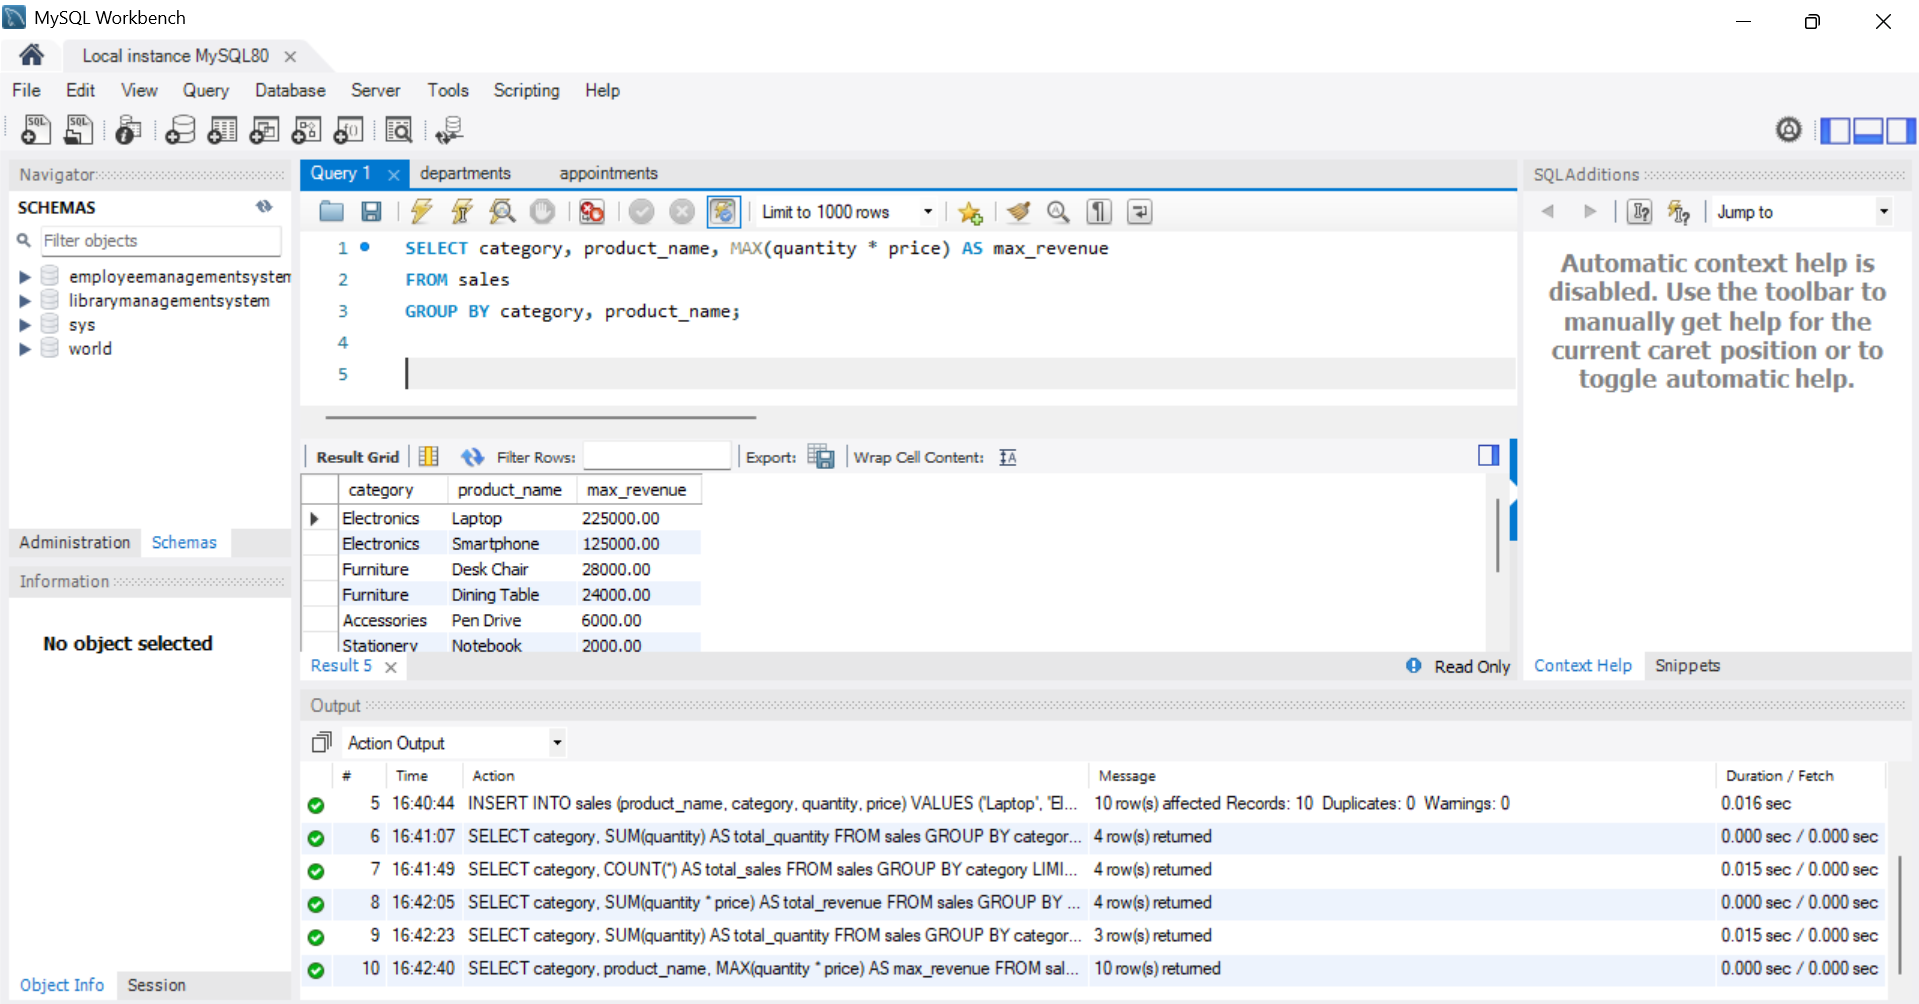 MySQL Workbench
Local instance MySQL80
File Edit View Query Database Server Tools Scripting Help
Navigator
SCHEMAS
Filter objects
employeemanagementsystem
librarymanagementsystem
sys
world
Administration Schemas
Information
No object selected
Object Info Session
Query 1 departments appointments
Limit to 1000 rows
1 SELECT category, product_name, MAX(quantity * price) AS max_revenue
2 FROM sales
3 GROUP BY category, product_name;
4
5
Result Grid Filter Rows: Export: Wrap Cell Content:
category product_name max_revenue
Electronics Laptop 225000.00
Electronics Smartphone 125000.00
Furniture Desk Chair 28000.00
Furniture Dining Table 24000.00
Accessories Pen Drive 6000.00
Stationery Notebook 2000.00
Result 5 Read Only
SQLAdditions
Jump to
Automatic context help is
disabled. Use the toolbar to
manually get help for the
current caret position or to
toggle automatic help.
Context Help Snippets
Output
Action Output
# Time Action Message Duration / Fetch
5 16:40:44 INSERT INTO sales (product_name, category, quantity, price) VALUES ('Laptop', 'El... 10 row(s) affected Records: 10 Duplicates: 0 Warnings: 0 0.016 sec
6 16:41:07 SELECT category, SUM(quantity) AS total_quantity FROM sales GROUP BY categor... 4 row(s) returned 0.000 sec / 0.000 sec
7 16:41:49 SELECT category, COUNT(*) AS total_sales FROM sales GROUP BY category LIMI... 4 row(s) returned 0.015 sec / 0.000 sec
8 16:42:05 SELECT category, SUM(quantity * price) AS total_revenue FROM sales GROUP BY ... 4 row(s) returned 0.000 sec / 0.000 sec
9 16:42:23 SELECT category, SUM(quantity) AS total_quantity FROM sales GROUP BY categor... 3 row(s) returned 0.015 sec / 0.000 sec
10 16:42:40 SELECT category, product_name, MAX(quantity * price) AS max_revenue FROM sal... 10 row(s) returned 0.000 sec / 0.000 sec